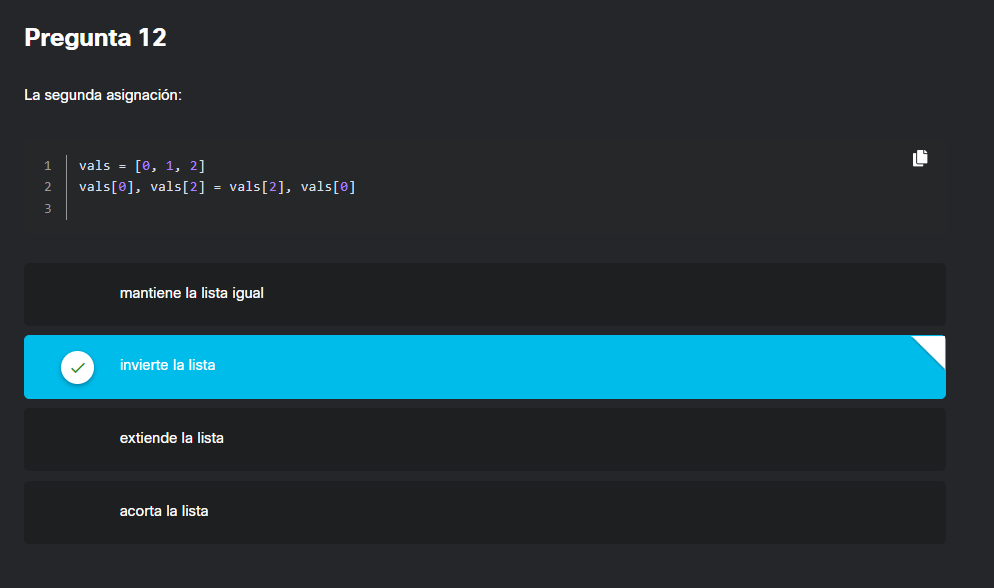 Pregunta 12
La segunda asignación:
1 vals = [0, 1, 2]
2 vals[0], vals[2] = vals[2], vals[0]
3
mantiene la lista igual
invierte la lista
extiende la lista
acorta la lista